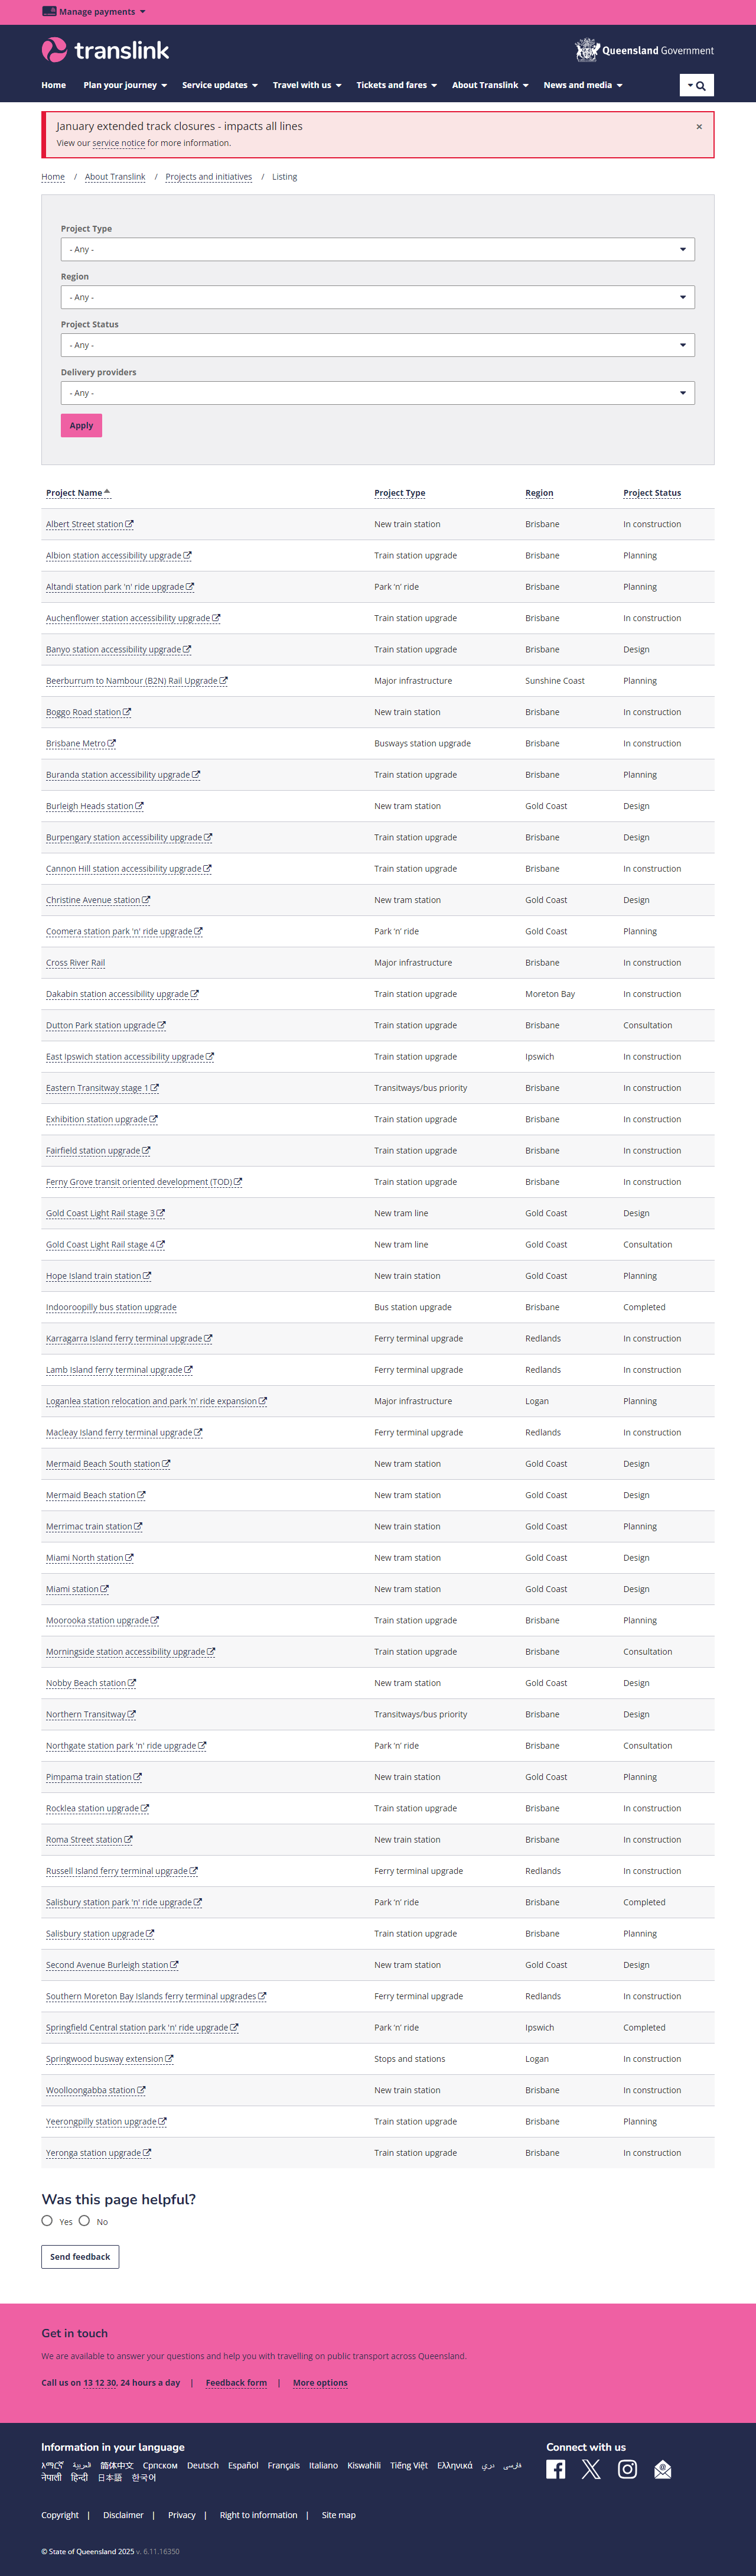 Manage payments
translink
Queensland Government
Home Plan your journey Service updates Travel with us Tickets and fares About Translink News and media
January extended track closures - impacts all lines ×
View our service notice for more information.
Home / About Translink / Projects and initiatives / Listing
Project Type
- Any -
Region
- Any -
Project Status
- Any -
Delivery providers
- Any -
Apply
Project Name Project Type Region Project Status
Albert Street station New train station Brisbane In construction
Albion station accessibility upgrade Train station upgrade Brisbane Planning
Altandi station park 'n' ride upgrade Park 'n' ride Brisbane Planning
Auchenflower station accessibility upgrade Train station upgrade Brisbane In construction
Banyo station accessibility upgrade Train station upgrade Brisbane Design
Beerburrum to Nambour (B2N) Rail Upgrade Major infrastructure Sunshine Coast Planning
Boggo Road station New train station Brisbane In construction
Brisbane Metro Busways station upgrade Brisbane In construction
Buranda station accessibility upgrade Train station upgrade Brisbane Planning
Burleigh Heads station New tram station Gold Coast Design
Burpengary station accessibility upgrade Train station upgrade Brisbane Design
Cannon Hill station accessibility upgrade Train station upgrade Brisbane In construction
Christine Avenue station New tram station Gold Coast Design
Coomera station park 'n' ride upgrade Park 'n' ride Gold Coast Planning
Cross River Rail Major infrastructure Brisbane In construction
Dakabin station accessibility upgrade Train station upgrade Moreton Bay In construction
Dutton Park station upgrade Train station upgrade Brisbane Consultation
East Ipswich station accessibility upgrade Train station upgrade Ipswich In construction
Eastern Transitway stage 1 Transitways/bus priority Brisbane In construction
Exhibition station upgrade Train station upgrade Brisbane In construction
Fairfield station upgrade Train station upgrade Brisbane In construction
Ferny Grove transit oriented development (TOD) Train station upgrade Brisbane In construction
Gold Coast Light Rail stage 3 New tram line Gold Coast Design
Gold Coast Light Rail stage 4 New tram line Gold Coast Consultation
Hope Island train station New train station Gold Coast Planning
Indooroopilly bus station upgrade Bus station upgrade Brisbane Completed
Karragarra Island ferry terminal upgrade Ferry terminal upgrade Redlands In construction
Lamb Island ferry terminal upgrade Ferry terminal upgrade Redlands In construction
Loganlea station relocation and park 'n' ride expansion Major infrastructure Logan Planning
Macleay Island ferry terminal upgrade Ferry terminal upgrade Redlands In construction
Mermaid Beach South station New tram station Gold Coast Design
Mermaid Beach station New tram station Gold Coast Design
Merrimac train station New train station Gold Coast Planning
Miami North station New tram station Gold Coast Design
Miami station New tram station Gold Coast Design
Moorooka station upgrade Train station upgrade Brisbane Planning
Morningside station accessibility upgrade Train station upgrade Brisbane Consultation
Nobby Beach station New tram station Gold Coast Design
Northern Transitway Transitways/bus priority Brisbane Design
Northgate station park 'n' ride upgrade Park 'n' ride Brisbane Consultation
Pimpama train station New train station Gold Coast Planning
Rocklea station upgrade Train station upgrade Brisbane In construction
Roma Street station New train station Brisbane In construction
Russell Island ferry terminal upgrade Ferry terminal upgrade Redlands In construction
Salisbury station park 'n' ride upgrade Park 'n' ride Brisbane Completed
Salisbury station upgrade Train station upgrade Brisbane Planning
Second Avenue Burleigh station New tram station Gold Coast Design
Southern Moreton Bay Islands ferry terminal upgrades Ferry terminal upgrade Redlands In construction
Springfield Central station park 'n' ride upgrade Park 'n' ride Ipswich Completed
Springwood busway extension Stops and stations Logan In construction
Woolloongabba station New train station Brisbane In construction
Yeerongpilly station upgrade Train station upgrade Brisbane Planning
Yeronga station upgrade Train station upgrade Brisbane In construction
Was this page helpful?
Yes No
Send feedback
Get in touch
We are available to answer your questions and help you with travelling on public transport across Queensland.
Call us on 13 12 30, 24 hours a day | Feedback form | More options
Information in your language Connect with us
አማርኛ العربية 简体中文 Српском Deutsch Español Français Italiano Kiswahili Tiếng Việt Ελληνικά دری فارسی
नेपाली हिन्दी 日本語 한국어
Copyright | Disclaimer | Privacy | Right to information | Site map
© State of Queensland 2025 v. 6.11.16350